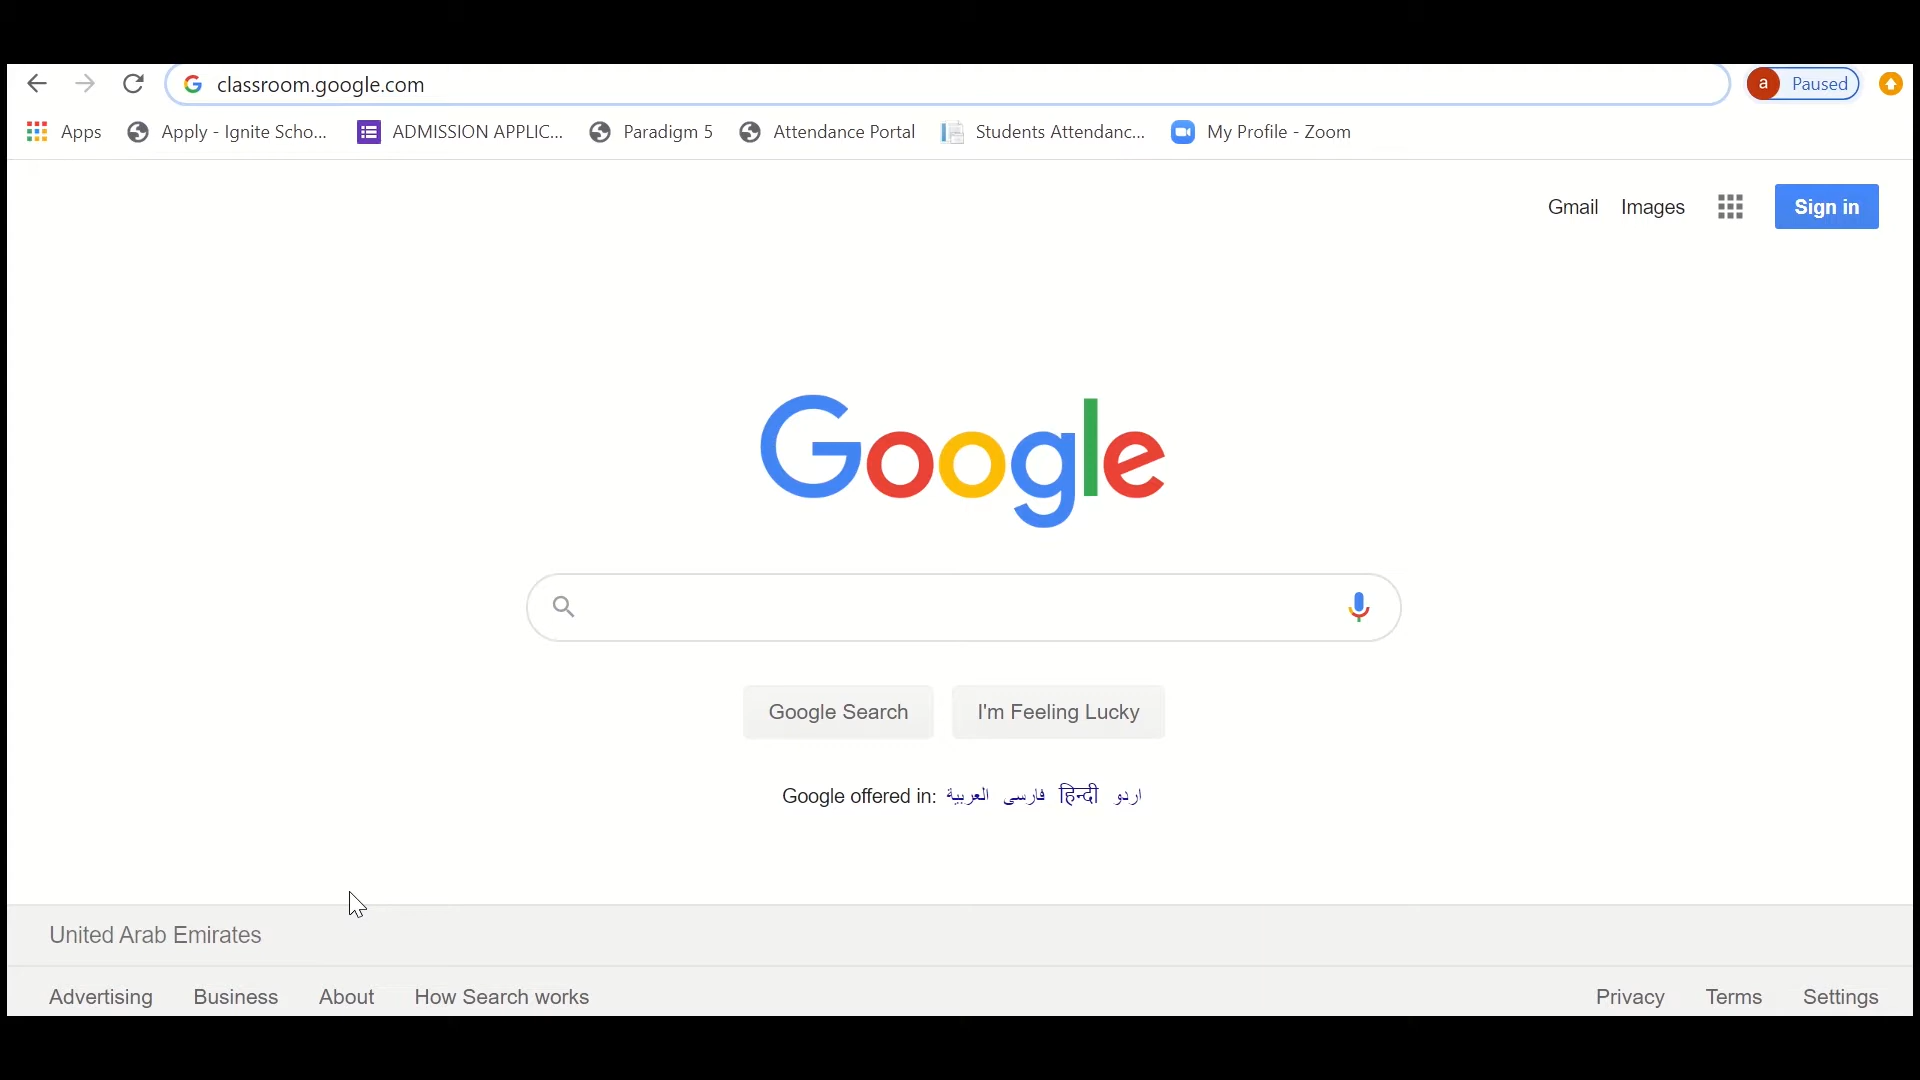 classroom.google.com
a Paused
Apps Apply - Ignite Scho... ADMISSION APPLIC... Paradigm 5 Attendance Portal Students Attendanc... My Profile - Zoom
Gmail Images Sign in
Google
Google Search I'm Feeling Lucky
Google offered in: العربية فارسی हिन्दी اردو
United Arab Emirates
Advertising Business About How Search works Privacy Terms Settings